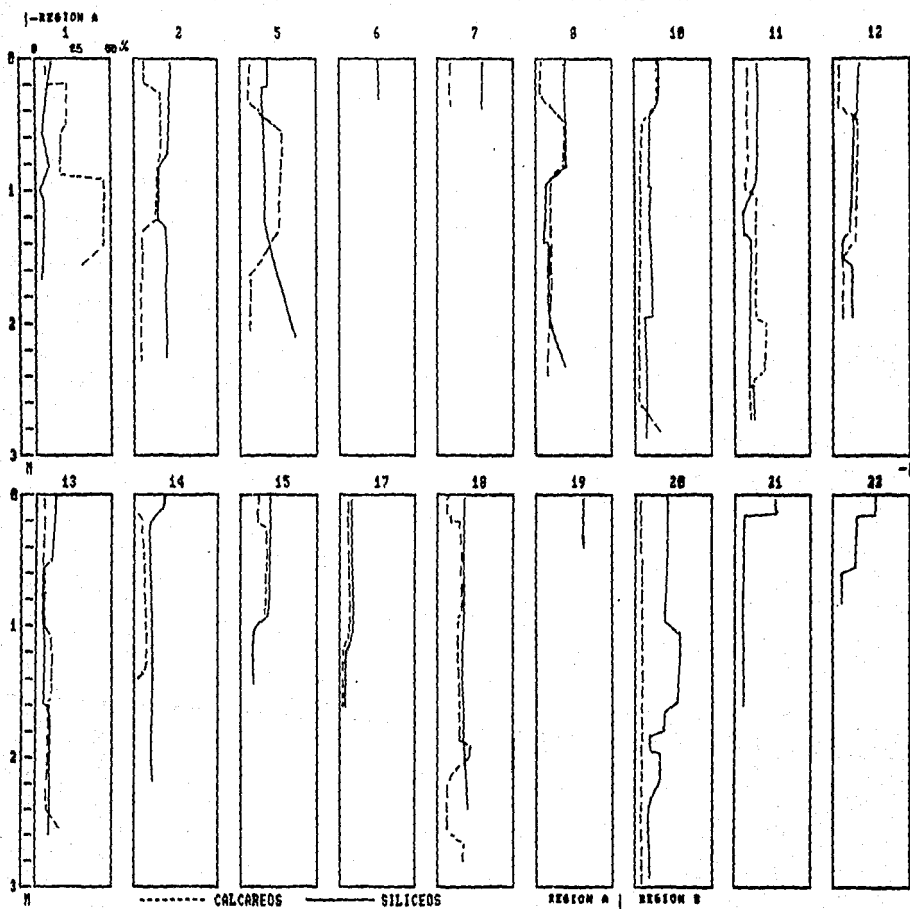 |-REGION A
1 2 5 6 7 8 10 11 12
0 25 50 %
0
1
2
3
M
13 14 15 17 18 19 20 21 22
0
1
2
3
M
-------- CALCAREOS ———— SILICEOS REGION A | REGION B